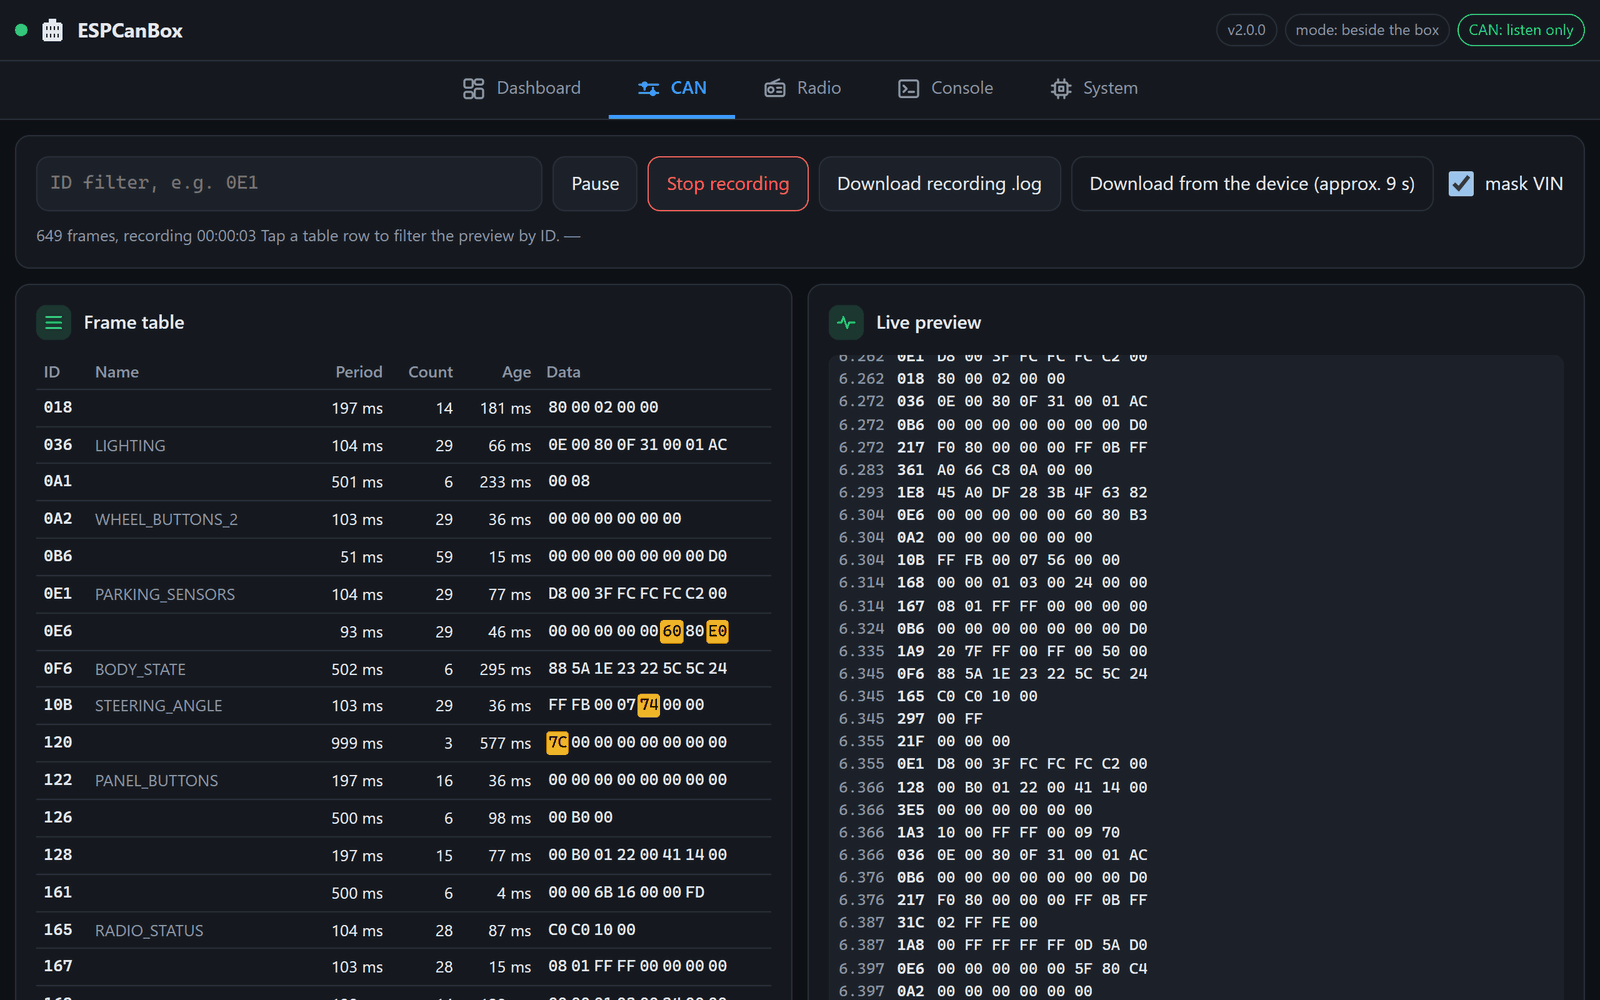 ESPCanBox
v2.0.0
mode: beside the box
CAN: listen only
Dashboard
CAN
Radio
Console
System
ID filter, e.g. 0E1
Pause
Stop recording
Download recording .log
Download from the device (approx. 9 s)
mask VIN
649 frames, recording 00:00:03 Tap a table row to filter the preview by ID. —
Frame table
ID Name Period Count Age Data
018 197 ms 14 181 ms 80 00 02 00 00
036 LIGHTING 104 ms 29 66 ms 0E 00 80 0F 31 00 01 AC
0A1 501 ms 6 233 ms 00 08
0A2 WHEEL_BUTTONS_2 103 ms 29 36 ms 00 00 00 00 00 00
0B6 51 ms 59 15 ms 00 00 00 00 00 00 00 D0
0E1 PARKING_SENSORS 104 ms 29 77 ms D8 00 3F FC FC FC C2 00
0E6 93 ms 29 46 ms 00 00 00 00 00 60 80 E0
0F6 BODY_STATE 502 ms 6 295 ms 88 5A 1E 23 22 5C 5C 24
10B STEERING_ANGLE 103 ms 29 36 ms FF FB 00 07 74 00 00
120 999 ms 3 577 ms 7C 00 00 00 00 00 00 00
122 PANEL_BUTTONS 197 ms 16 36 ms 00 00 00 00 00 00 00 00
126 500 ms 6 98 ms 00 B0 00
128 197 ms 15 77 ms 00 B0 01 22 00 41 14 00
161 500 ms 6 4 ms 00 00 6B 16 00 00 FD
165 RADIO_STATUS 104 ms 28 87 ms C0 C0 10 00
167 103 ms 28 15 ms 08 01 FF FF 00 00 00 00
Live preview
6.262 0E1 D8 00 3F FC FC FC C2 00
6.262 018 80 00 02 00 00
6.272 036 0E 00 80 0F 31 00 01 AC
6.272 0B6 00 00 00 00 00 00 00 D0
6.272 217 F0 80 00 00 00 FF 0B FF
6.283 361 A0 66 C8 0A 00 00
6.293 1E8 45 A0 DF 28 3B 4F 63 82
6.304 0E6 00 00 00 00 00 60 80 B3
6.304 0A2 00 00 00 00 00 00
6.304 10B FF FB 00 07 56 00 00
6.314 168 00 00 01 03 00 24 00 00
6.314 167 08 01 FF FF 00 00 00 00
6.324 0B6 00 00 00 00 00 00 00 D0
6.335 1A9 20 7F FF 00 FF 00 50 00
6.345 0F6 88 5A 1E 23 22 5C 5C 24
6.345 165 C0 C0 10 00
6.345 297 00 FF
6.355 21F 00 00 00
6.355 0E1 D8 00 3F FC FC FC C2 00
6.366 128 00 B0 01 22 00 41 14 00
6.366 3E5 00 00 00 00 00 00
6.366 1A3 10 00 FF FF 00 09 70
6.366 036 0E 00 80 0F 31 00 01 AC
6.376 0B6 00 00 00 00 00 00 00 D0
6.376 217 F0 80 00 00 00 FF 0B FF
6.387 31C 02 FF FE 00
6.387 1A8 00 FF FF FF FF 0D 5A D0
6.397 0E6 00 00 00 00 00 5F 80 C4
6.397 0A2 00 00 00 00 00 00